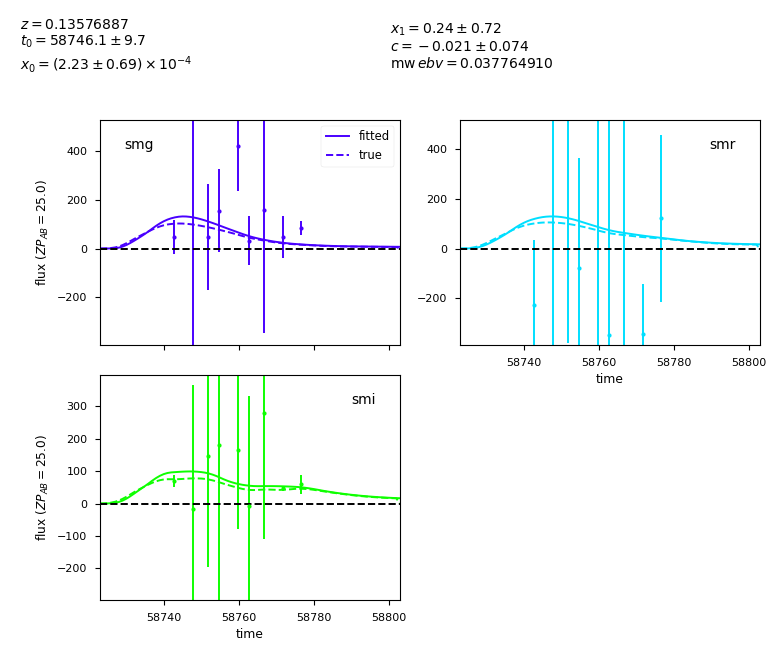 z = 0.13576887
t₀ = 58746.1 ± 9.7
x₀ = (2.23 ± 0.69) × 10⁻⁴
x₁ = 0.24 ± 0.72
c = −0.021 ± 0.074
mw ebv = 0.037764910
smg
fitted
true
flux (ZP_AB = 25.0)
400
200
0
−200
smr
400
200
0
−200
58740 58760 58780 58800
time
smi
flux (ZP_AB = 25.0)
300
200
100
0
−100
−200
58740 58760 58780 58800
time